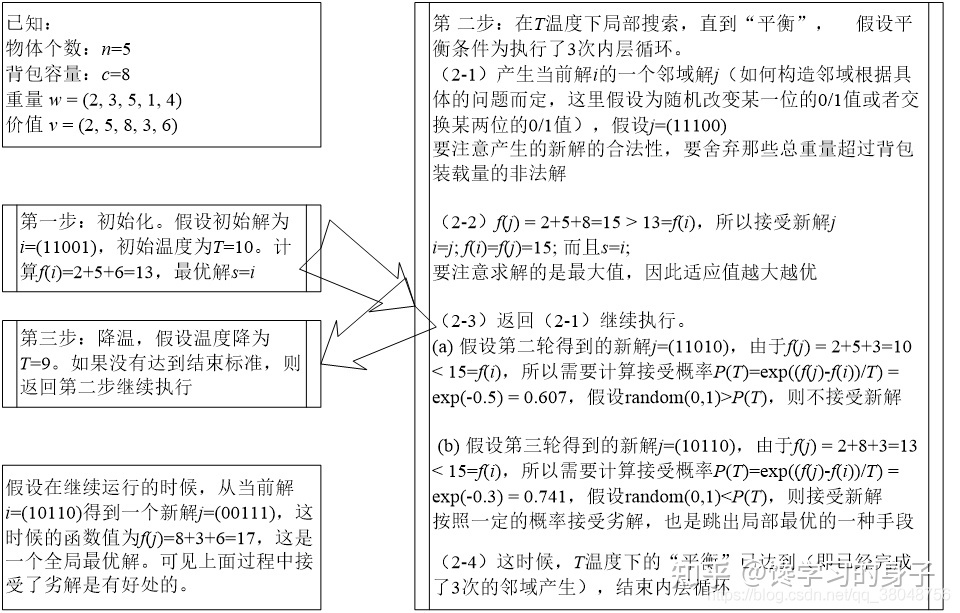 已知：
物体个数：n=5
背包容量：c=8
重量 w = (2, 3, 5, 1, 4)
价值 v = (2, 5, 8, 3, 6)
第一步：初始化。假设初始解为
i=(11001)，初始温度为T=10。计
算f(i)=2+5+6=13，最优解s=i
第三步：降温，假设温度降为
T=9。如果没有达到结束标准，则
返回第二步继续执行
假设在继续运行的时候，从当前解
i=(10110)得到一个新解j=(00111)，这
时候的函数值为f(j)=8+3+6=17，这是
一个全局最优解。可见上面过程中接
受了劣解是有好处的。
第 二步：在T温度下局部搜索，直到“平衡”， 假设平
衡条件为执行了3次内层循环。
（2-1）产生当前解i的一个邻域解j（如何构造邻域根据具
体的问题而定，这里假设为随机改变某一位的0/1值或者交
换某两位的0/1值），假设j=(11100)
要注意产生的新解的合法性，要舍弃那些总重量超过背包
装载量的非法解
（2-2）f(j) = 2+5+8=15 > 13=f(i)，所以接受新解j
i=j; f(i)=f(j)=15; 而且s=i;
要注意求解的是最大值，因此适应值越大越优
（2-3）返回（2-1）继续执行。
(a) 假设第二轮得到的新解j=(11010)，由于f(j) = 2+5+3=10
< 15=f(i)，所以需要计算接受概率P(T)=exp((f(j)-f(i))/T) =
exp(-0.5) = 0.607，假设random(0,1)>P(T)，则不接受新解
(b) 假设第三轮得到的新解j=(10110)，由于f(j) = 2+8+3=13
< 15=f(i)，所以需要计算接受概率P(T)=exp((f(j)-f(i))/T) =
exp(-0.3) = 0.741，假设random(0,1)<P(T)，则接受新解
按照一定的概率接受劣解，也是跳出局部最优的一种手段
（2-4）这时候，T温度下的“平衡”已达到（即已经完成
了3次的邻域产生），结束内层循环
知乎 @馋学习的身子
https://blog.csdn.net/qq_38048756